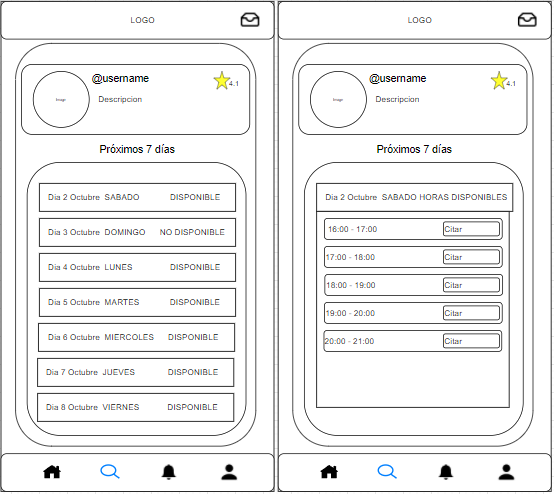 LOGO
@username
4.1
Image
Descripcion
Próximos 7 días
Dia 2 Octubre SABADO DISPONIBLE
Dia 3 Octubre DOMINGO NO DISPONIBLE
Dia 4 Octubre LUNES DISPONIBLE
Dia 5 Octubre MARTES DISPONIBLE
Dia 6 Octubre MIERCOLES DISPONIBLE
Dia 7 Octubre JUEVES DISPONIBLE
Dia 8 Octubre VIERNES DISPONIBLE
LOGO
@username
4.1
Image
Descripcion
Próximos 7 días
Dia 2 Octubre SABADO HORAS DISPONIBLES
16:00 - 17:00 Citar
17:00 - 18:00 Citar
18:00 - 19:00 Citar
19:00 - 20:00 Citar
20:00 - 21:00 Citar